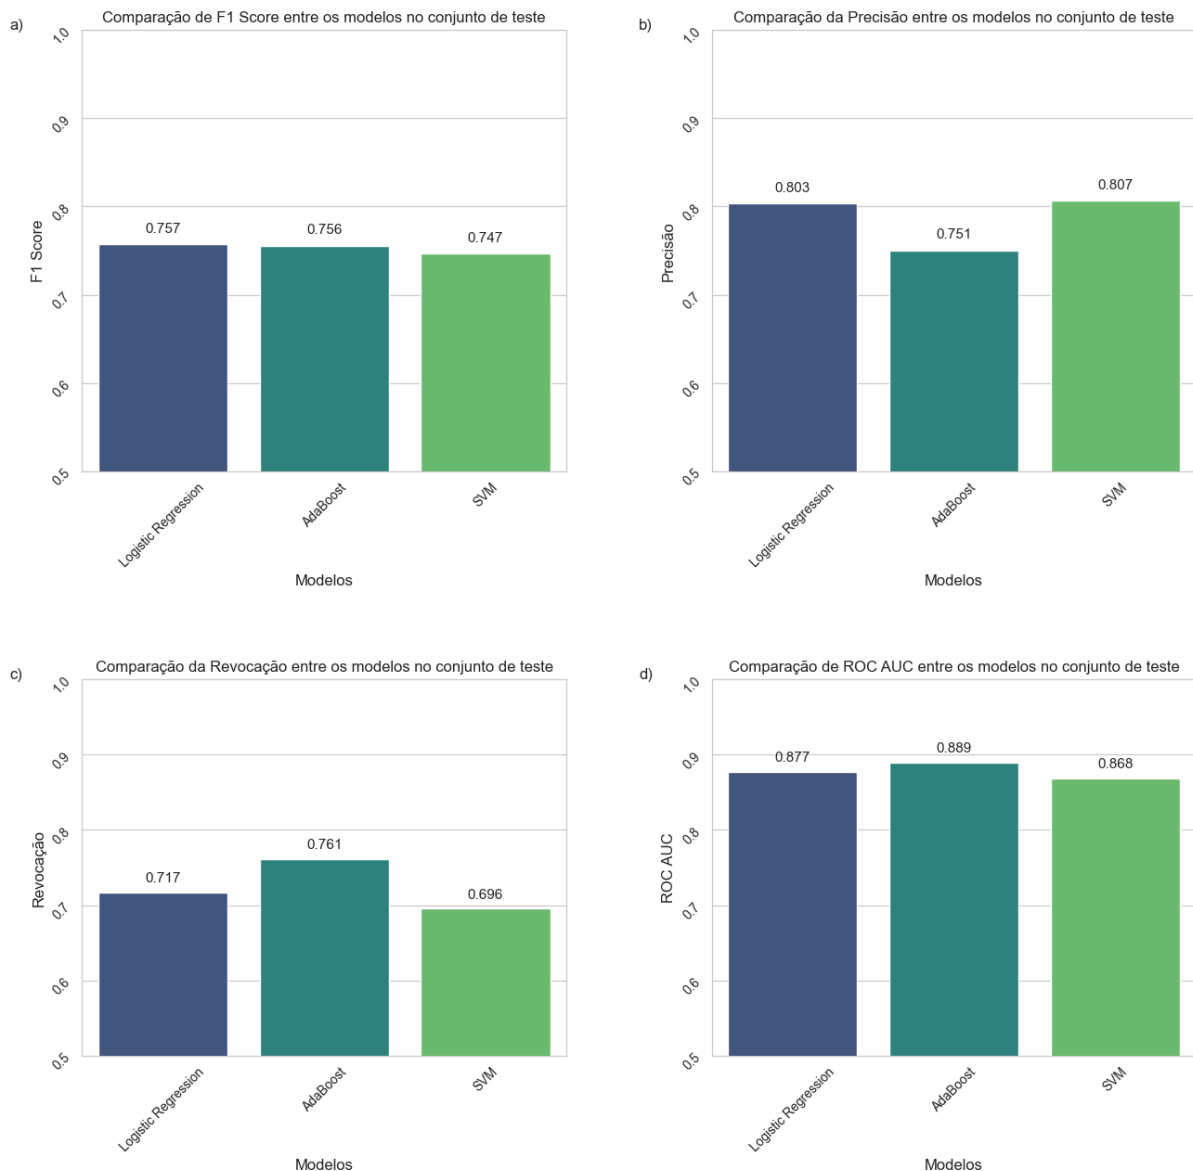 a)
Comparação de F1 Score entre os modelos no conjunto de teste
1.0
0.9
0.8
0.7
0.6
0.5
F1 Score
0.757
0.756
0.747
Logistic Regression
AdaBoost
SVM
Modelos
b)
Comparação da Precisão entre os modelos no conjunto de teste
1.0
0.9
0.8
0.7
0.6
0.5
Precisão
0.803
0.751
0.807
Logistic Regression
AdaBoost
SVM
Modelos
c)
Comparação da Revocação entre os modelos no conjunto de teste
1.0
0.9
0.8
0.7
0.6
0.5
Revocação
0.717
0.761
0.696
Logistic Regression
AdaBoost
SVM
Modelos
d)
Comparação de ROC AUC entre os modelos no conjunto de teste
1.0
0.9
0.8
0.7
0.6
0.5
ROC AUC
0.877
0.889
0.868
Logistic Regression
AdaBoost
SVM
Modelos